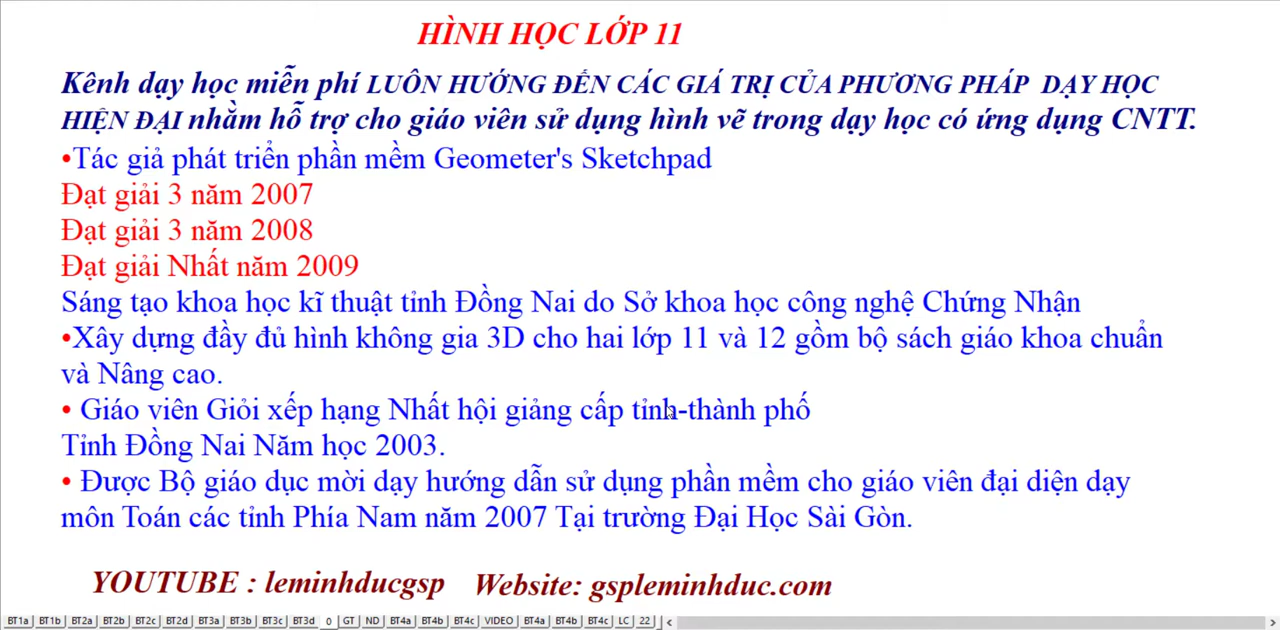 HÌNH HỌC LỚP 11
Kênh dạy học miễn phí LUÔN HƯỚNG ĐẾN CÁC GIÁ TRỊ CỦA PHƯƠNG PHÁP DẠY HỌC
HIỆN ĐẠI nhằm hỗ trợ cho giáo viên sử dụng hình vẽ trong dạy học có ứng dụng CNTT.
•Tác giả phát triển phần mềm Geometer's Sketchpad
Đạt giải 3 năm 2007
Đạt giải 3 năm 2008
Đạt giải Nhất năm 2009
Sáng tạo khoa học kĩ thuật tỉnh Đồng Nai do Sở khoa học công nghệ Chứng Nhận
•Xây dựng đầy đủ hình không gia 3D cho hai lớp 11 và 12 gồm bộ sách giáo khoa chuẩn
và Nâng cao.
• Giáo viên Giỏi xếp hạng Nhất hội giảng cấp tỉnh-thành phố
Tỉnh Đồng Nai Năm học 2003.
• Được Bộ giáo dục mời dạy hướng dẫn sử dụng phần mềm cho giáo viên đại diện dạy
môn Toán các tỉnh Phía Nam năm 2007 Tại trường Đại Học Sài Gòn.
YOUTUBE : leminhducgsp Website: gspleminhduc.com
BT1a BT1b BT2a BT2b BT2c BT2d BT3a BT3b BT3c BT3d 0 GT ND BT4a BT4b BT4c VIDEO BT4a BT4b BT4c LC 22